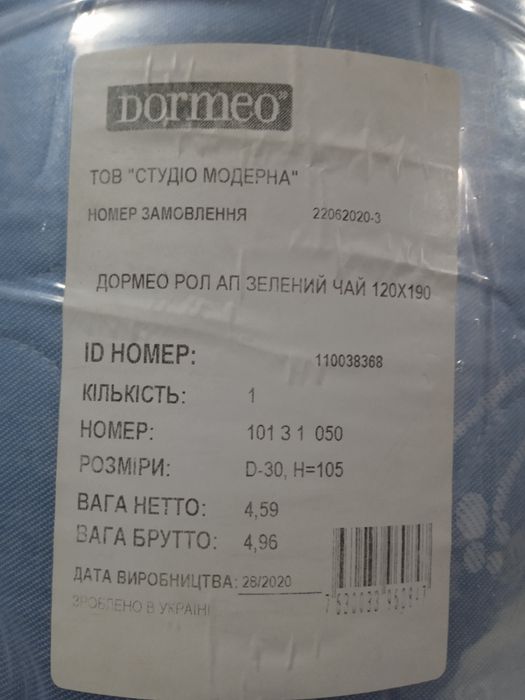 DORMEO
ТОВ "СТУДІО МОДЕРНА"
НОМЕР ЗАМОВЛЕННЯ 22062020-3
ДОРМЕО РОЛ АП ЗЕЛЕНИЙ ЧАЙ 120Х190
ID НОМЕР: 110038368
КІЛЬКІСТЬ: 1
НОМЕР: 101 3 1 050
РОЗМІРИ: D-30, H=105
ВАГА НЕТТО: 4,59
ВАГА БРУТТО: 4,96
ДАТА ВИРОБНИЦТВА: 28/2020
ЗРОБЛЕНО В УКРАЇНІ